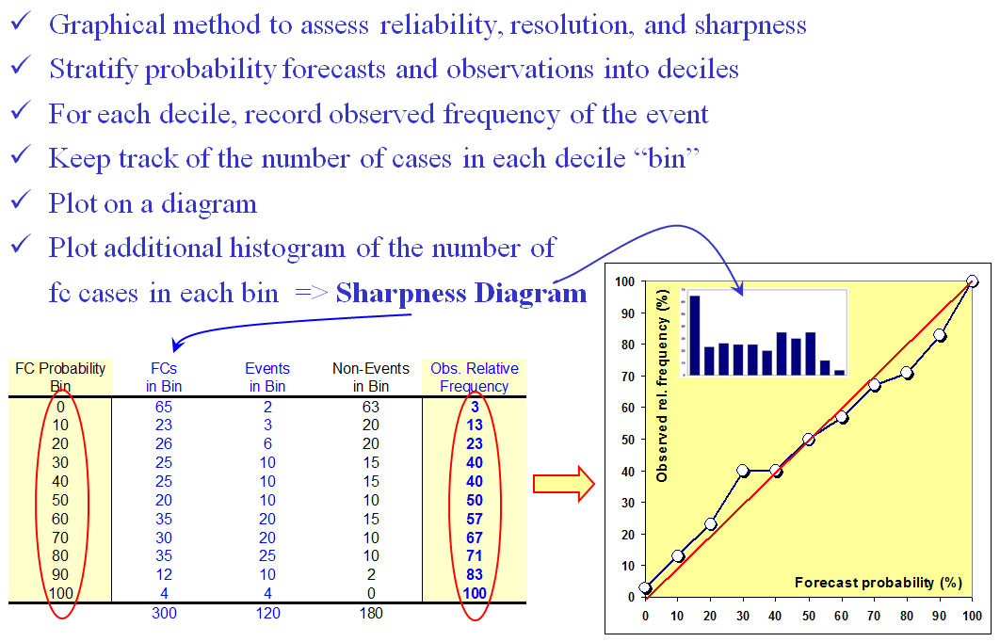 ✓ Graphical method to assess reliability, resolution, and sharpness
✓ Stratify probability forecasts and observations into deciles
✓ For each decile, record observed frequency of the event
✓ Keep track of the number of cases in each decile “bin”
✓ Plot on a diagram
✓ Plot additional histogram of the number of
fc cases in each bin => Sharpness Diagram
FC Probability Bin FCs in Bin Events in Bin Non-Events in Bin Obs. Relative Frequency
0 65 2 63 3
10 23 3 20 13
20 26 6 20 23
30 25 10 15 40
40 25 10 15 40
50 20 10 10 50
60 35 20 15 57
70 30 20 10 67
80 35 25 10 71
90 12 10 2 83
100 4 4 0 100
300 120 180
Observed rel. frequency (%)
100
90
80
70
60
50
40
30
20
10
0
Forecast probability (%)
0 10 20 30 40 50 60 70 80 90 100